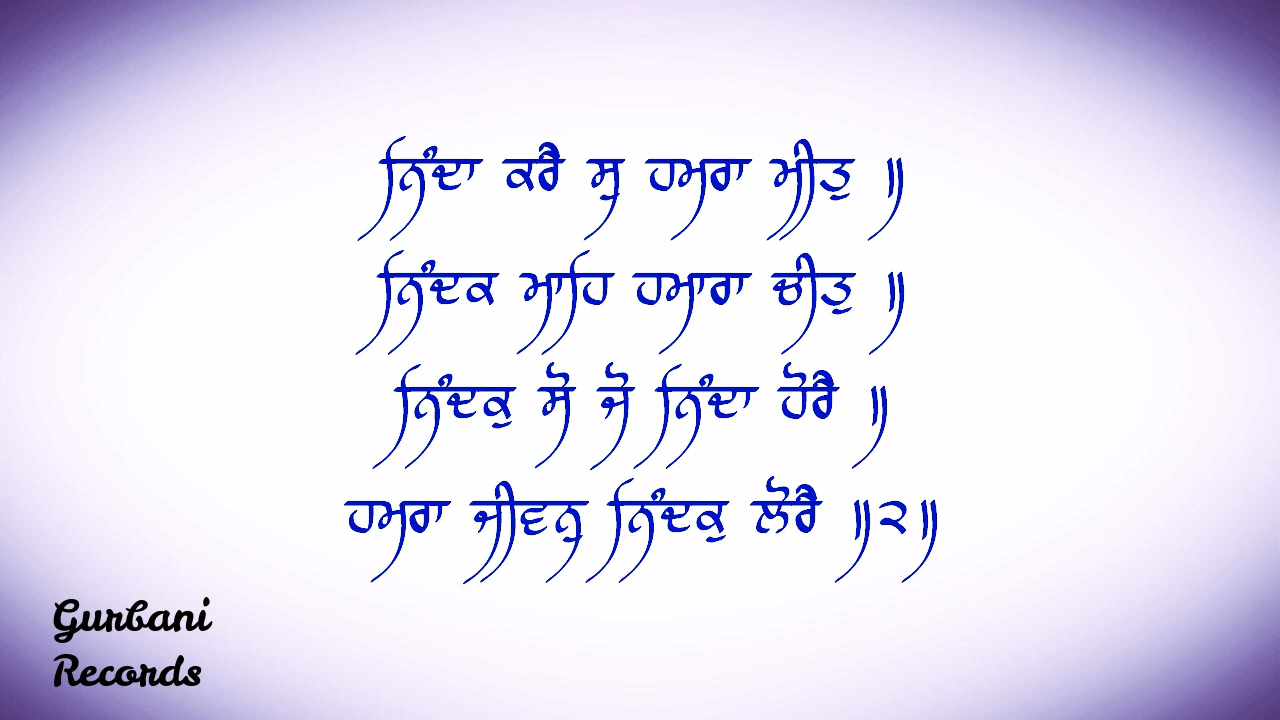 ਨਿੰਦਾ ਕਰੈ ਸੁ ਹਮਰਾ ਮੀਤੁ ॥
ਨਿੰਦਕ ਮਾਹਿ ਹਮਾਰਾ ਚੀਤੁ ॥
ਨਿੰਦਕੁ ਸੋ ਜੋ ਨਿੰਦਾ ਹੋਰੈ ॥
ਹਮਰਾ ਜੀਵਨੁ ਨਿੰਦਕੁ ਲੋਰੈ ॥੨॥
Gurbani
Records